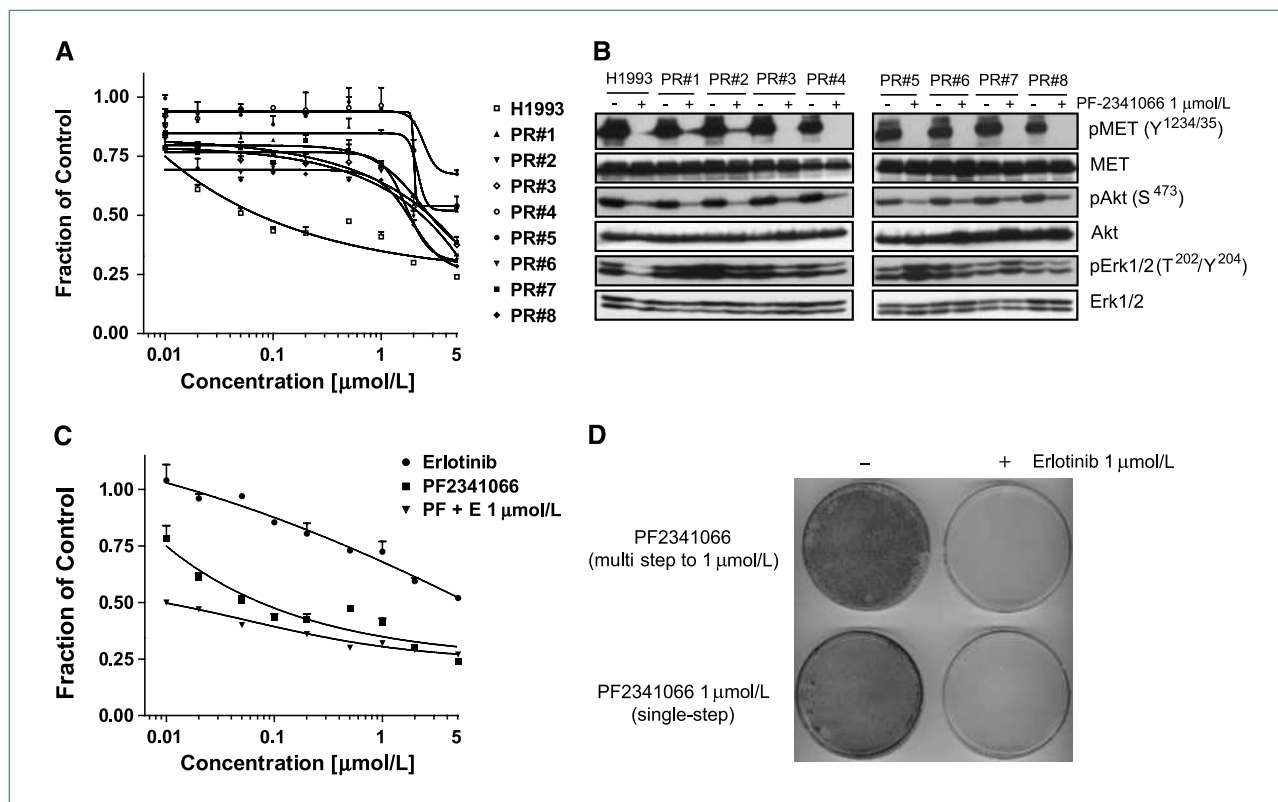 A
Fraction of Control
1.00
0.75
0.50
0.25
0.00
0.01
0.1
1
5
Concentration [μmol/L]
H1993
PR#1
PR#2
PR#3
PR#4
PR#5
PR#6
PR#7
PR#8
B
H1993 PR#1 PR#2 PR#3 PR#4 PR#5 PR#6 PR#7 PR#8
- + - + - + - + - + - + - + - + - + PF-2341066 1 μmol/L
pMET (Y1234/35)
MET
pAkt (S473)
Akt
pErk1/2 (T202/Y204)
Erk1/2
C
Fraction of Control
1.00
0.75
0.50
0.25
0.00
0.01
0.1
1
5
Concentration [μmol/L]
Erlotinib
PF2341066
PF + E 1 μmol/L
D
− + Erlotinib 1 μmol/L
PF2341066
(multi step to 1 μmol/L)
PF2341066 1 μmol/L
(single-step)